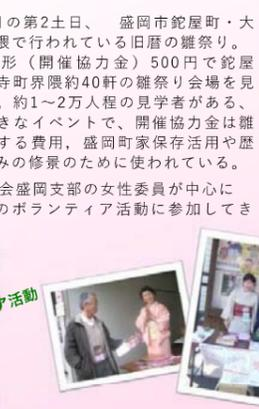 月の第2土日、　盛岡市鉈屋町・大
隈で行われている旧暦の雛祭り。
形（開催協力金）500円で鉈屋
寺町界隈約40軒の雛祭り会場を見
。約1～2万人程の見学者がある、
きなイベントで、開催協力金は雛
する費用，盛岡町家保存活用や歴
みの修景のために使われている。
会盛岡支部の女性委員が中心に
のボランティア活動に参加してき
ア活動